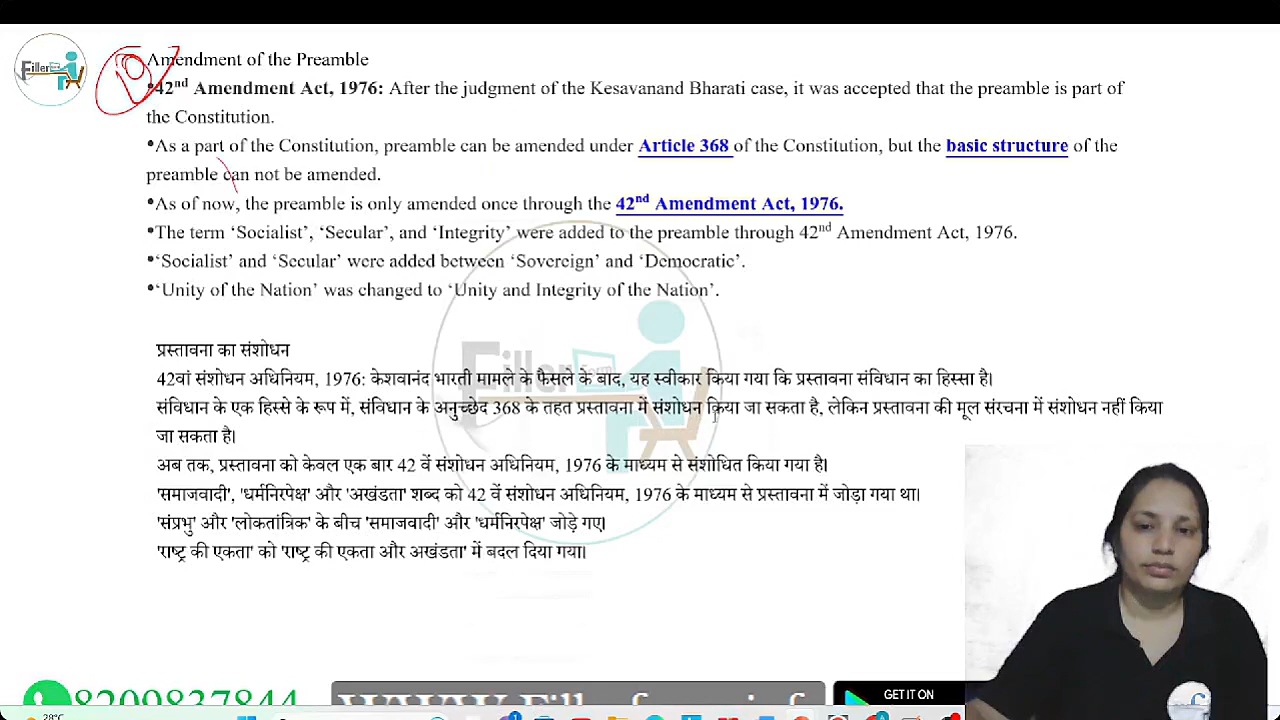 Filler
Amendment of the Preamble
•42nd Amendment Act, 1976: After the judgment of the Kesavanand Bharati case, it was accepted that the preamble is part of
the Constitution.
•As a part of the Constitution, preamble can be amended under Article 368 of the Constitution, but the basic structure of the
preamble can not be amended.
•As of now, the preamble is only amended once through the 42nd Amendment Act, 1976.
•The term ‘Socialist’, ‘Secular’, and ‘Integrity’ were added to the preamble through 42nd Amendment Act, 1976.
•‘Socialist’ and ‘Secular’ were added between ‘Sovereign’ and ‘Democratic’.
•‘Unity of the Nation’ was changed to ‘Unity and Integrity of the Nation’.
प्रस्तावना का संशोधन
42वां संशोधन अधिनियम, 1976: केशवानंद भारती मामले के फैसले के बाद, यह स्वीकार किया गया कि प्रस्तावना संविधान का हिस्सा है।
संविधान के एक हिस्से के रूप में, संविधान के अनुच्छेद 368 के तहत प्रस्तावना में संशोधन किया जा सकता है, लेकिन प्रस्तावना की मूल संरचना में संशोधन नहीं किया
जा सकता है।
अब तक, प्रस्तावना को केवल एक बार 42 वें संशोधन अधिनियम, 1976 के माध्यम से संशोधित किया गया है।
'समाजवादी', 'धर्मनिरपेक्ष' और 'अखंडता' शब्द को 42 वें संशोधन अधिनियम, 1976 के माध्यम से प्रस्तावना में जोड़ा गया था।
'संप्रभु' और 'लोकतांत्रिक' के बीच 'समाजवादी' और 'धर्मनिरपेक्ष' जोड़े गए।
'राष्ट्र की एकता' को 'राष्ट्र की एकता और अखंडता' में बदल दिया गया।
8209837844
GET IT ON
28°C